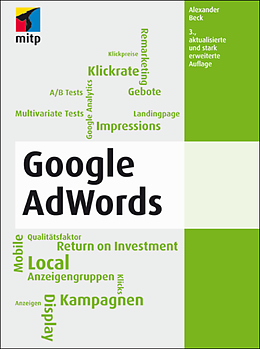 mitp
Alexander
Beck
3.,
aktualisierte
und stark
erweiterte
Auflage
Klickpreise
Remarketing
Klickrate
A/B Tests
Google Analytics
Gebote
Multivariate Tests
Landingpage
Impressions
Google
AdWords
Mobile
Qualitätsfaktor
Return on Investment
Local
Anzeigengruppen
Klicks
Anzeigen
Display
Kampagnen